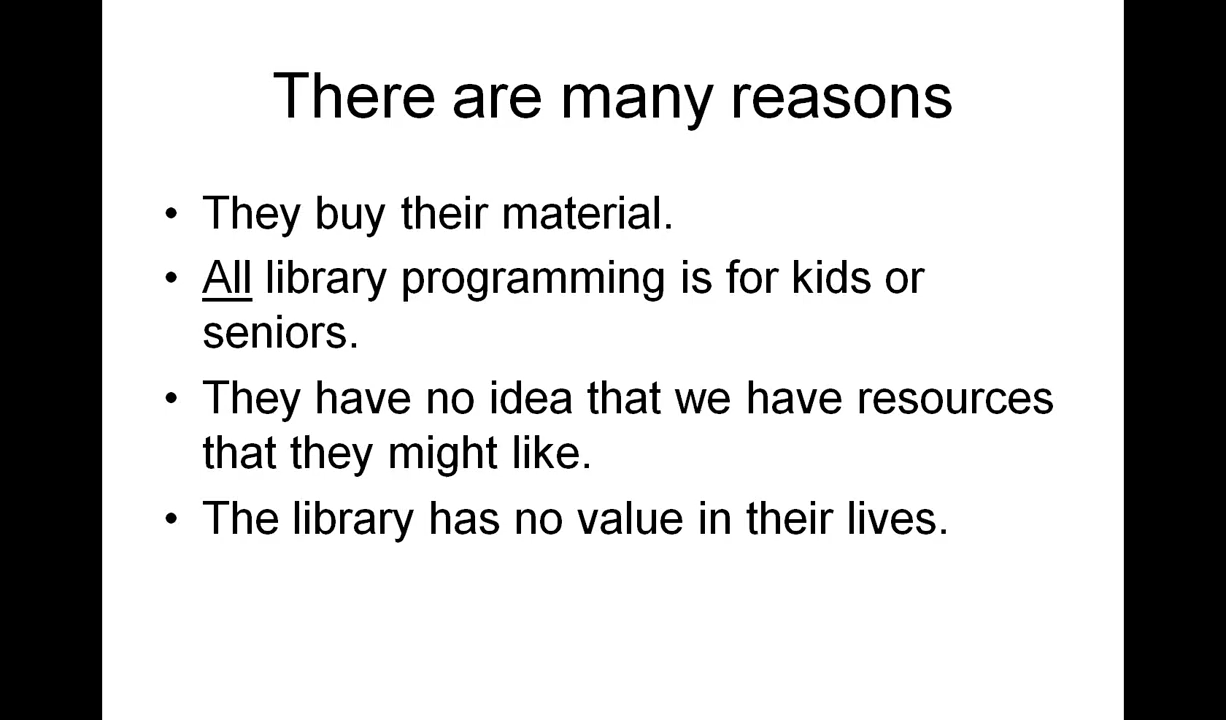 There are many reasons
• They buy their material.
• All library programming is for kids or
seniors.
• They have no idea that we have resources
that they might like.
• The library has no value in their lives.